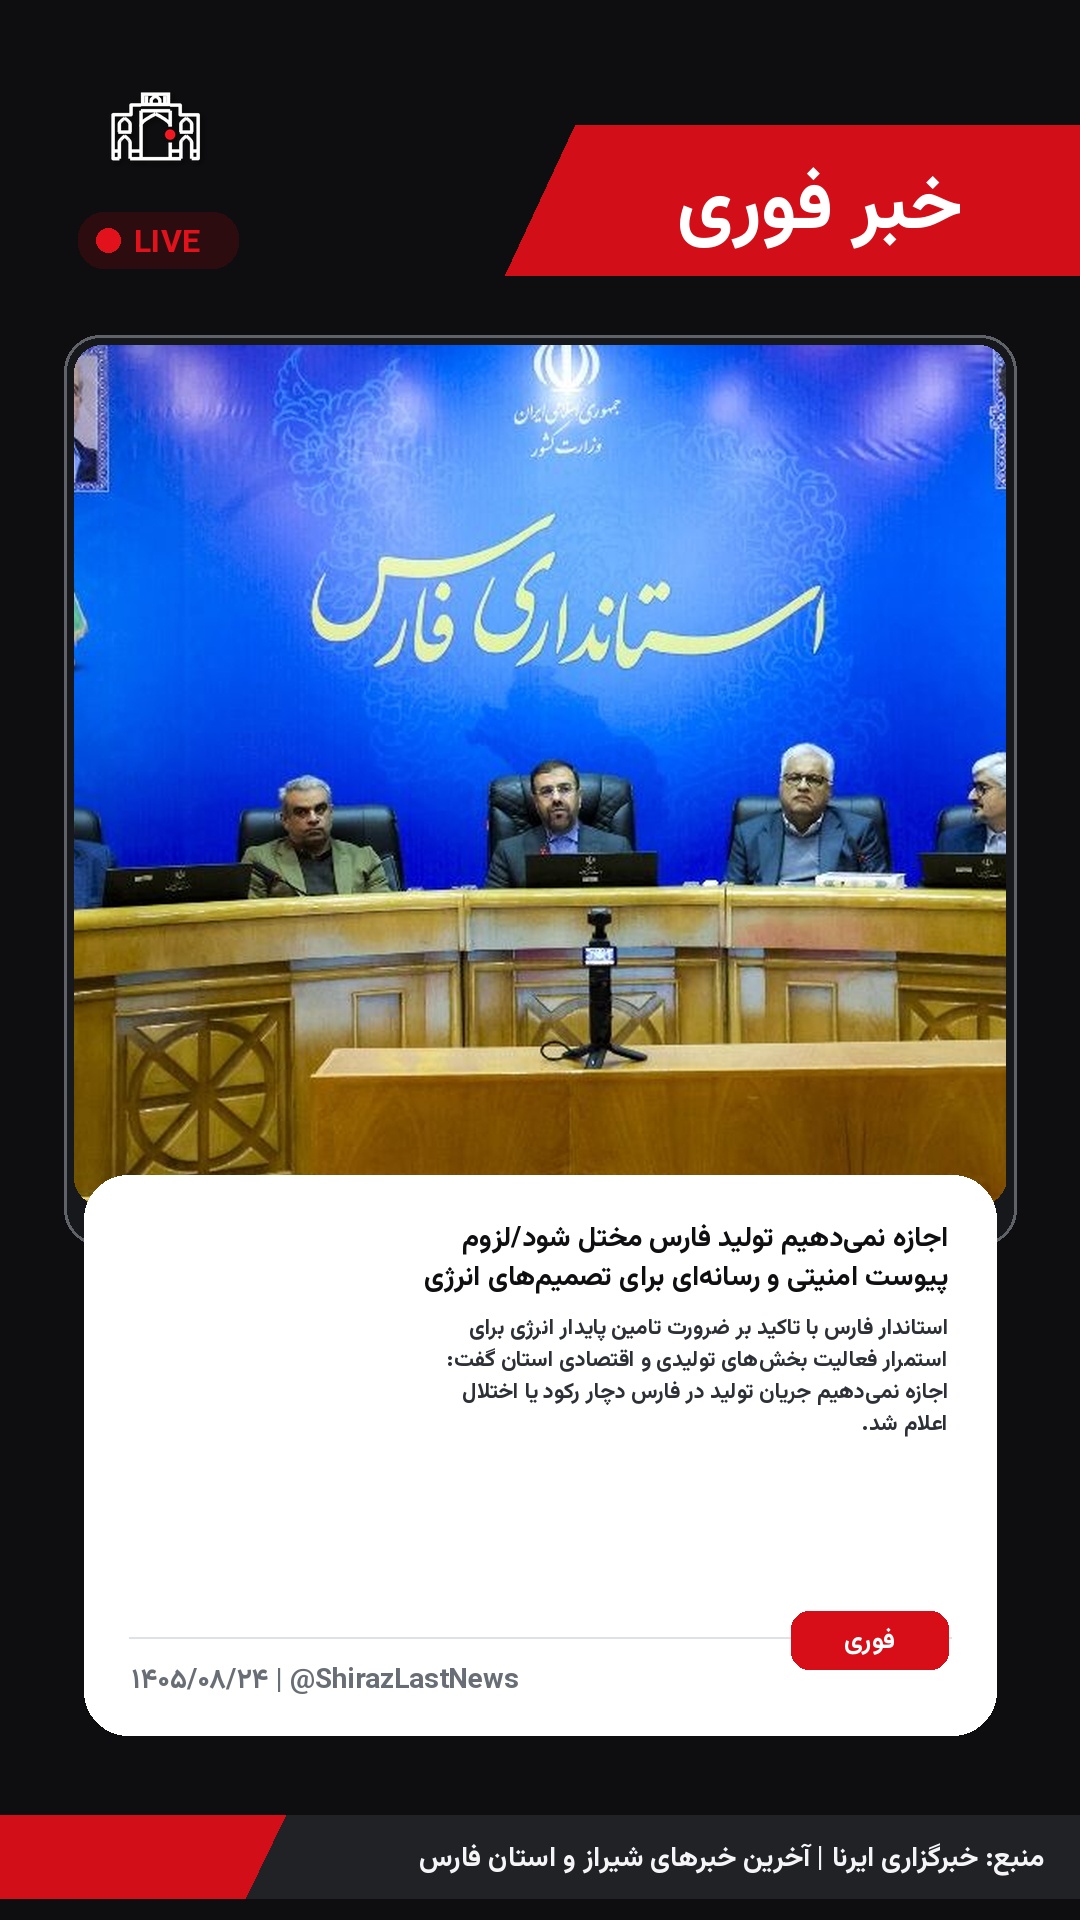 خبر فوری
LIVE
جمهوری اسلامی ایران
وزارت کشور
استانداری فارس
اجازه نمی‌دهیم تولید فارس مختل شود/لزوم
پیوست امنیتی و رسانه‌ای برای تصمیم‌های انرژی
استاندار فارس با تاکید بر ضرورت تامین پایدار انرژی برای
استمرار فعالیت بخش‌های تولیدی و اقتصادی استان گفت:
اجازه نمی‌دهیم جریان تولید در فارس دچار رکود یا اختلال
اعلام شد.
فوری
۱۴۰۵/۰۸/۲۴ | @ShirazLastNews
منبع: خبرگزاری ایرنا | آخرین خبرهای شیراز و استان فارس